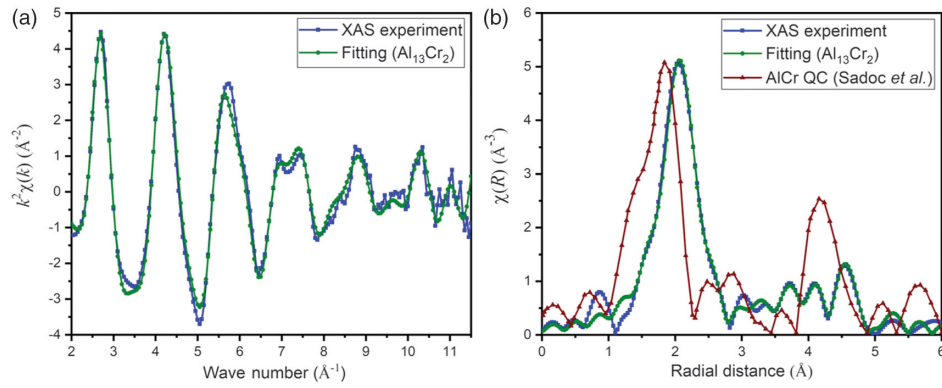 (a)
5
4
3
2
1
0
-1
-2
-3
-4
k²χ(k) (Å⁻²)
XAS experiment
Fitting (Al₁₃Cr₂)
2 3 4 5 6 7 8 9 10 11
Wave number (Å⁻¹)
(b)
6
5
4
3
2
1
0
χ(R) (Å⁻³)
XAS experiment
Fitting (Al₁₃Cr₂)
AlCr QC (Sadoc et al.)
0 1 2 3 4 5 6
Radial distance (Å)